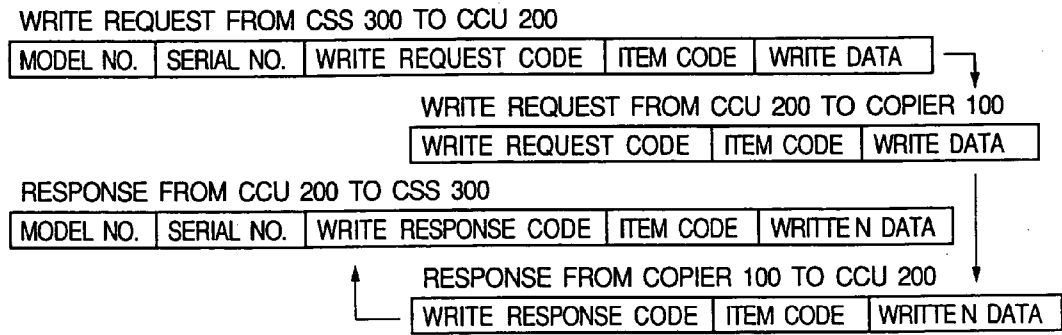 WRITE REQUEST FROM CSS 300 TO CCU 200
MODEL NO. SERIAL NO. WRITE REQUEST CODE ITEM CODE WRITE DATA
WRITE REQUEST FROM CCU 200 TO COPIER 100
WRITE REQUEST CODE ITEM CODE WRITE DATA
RESPONSE FROM CCU 200 TO CSS 300
MODEL NO. SERIAL NO. WRITE RESPONSE CODE ITEM CODE WRITTEN DATA
RESPONSE FROM COPIER 100 TO CCU 200
WRITE RESPONSE CODE ITEM CODE WRITTEN DATA